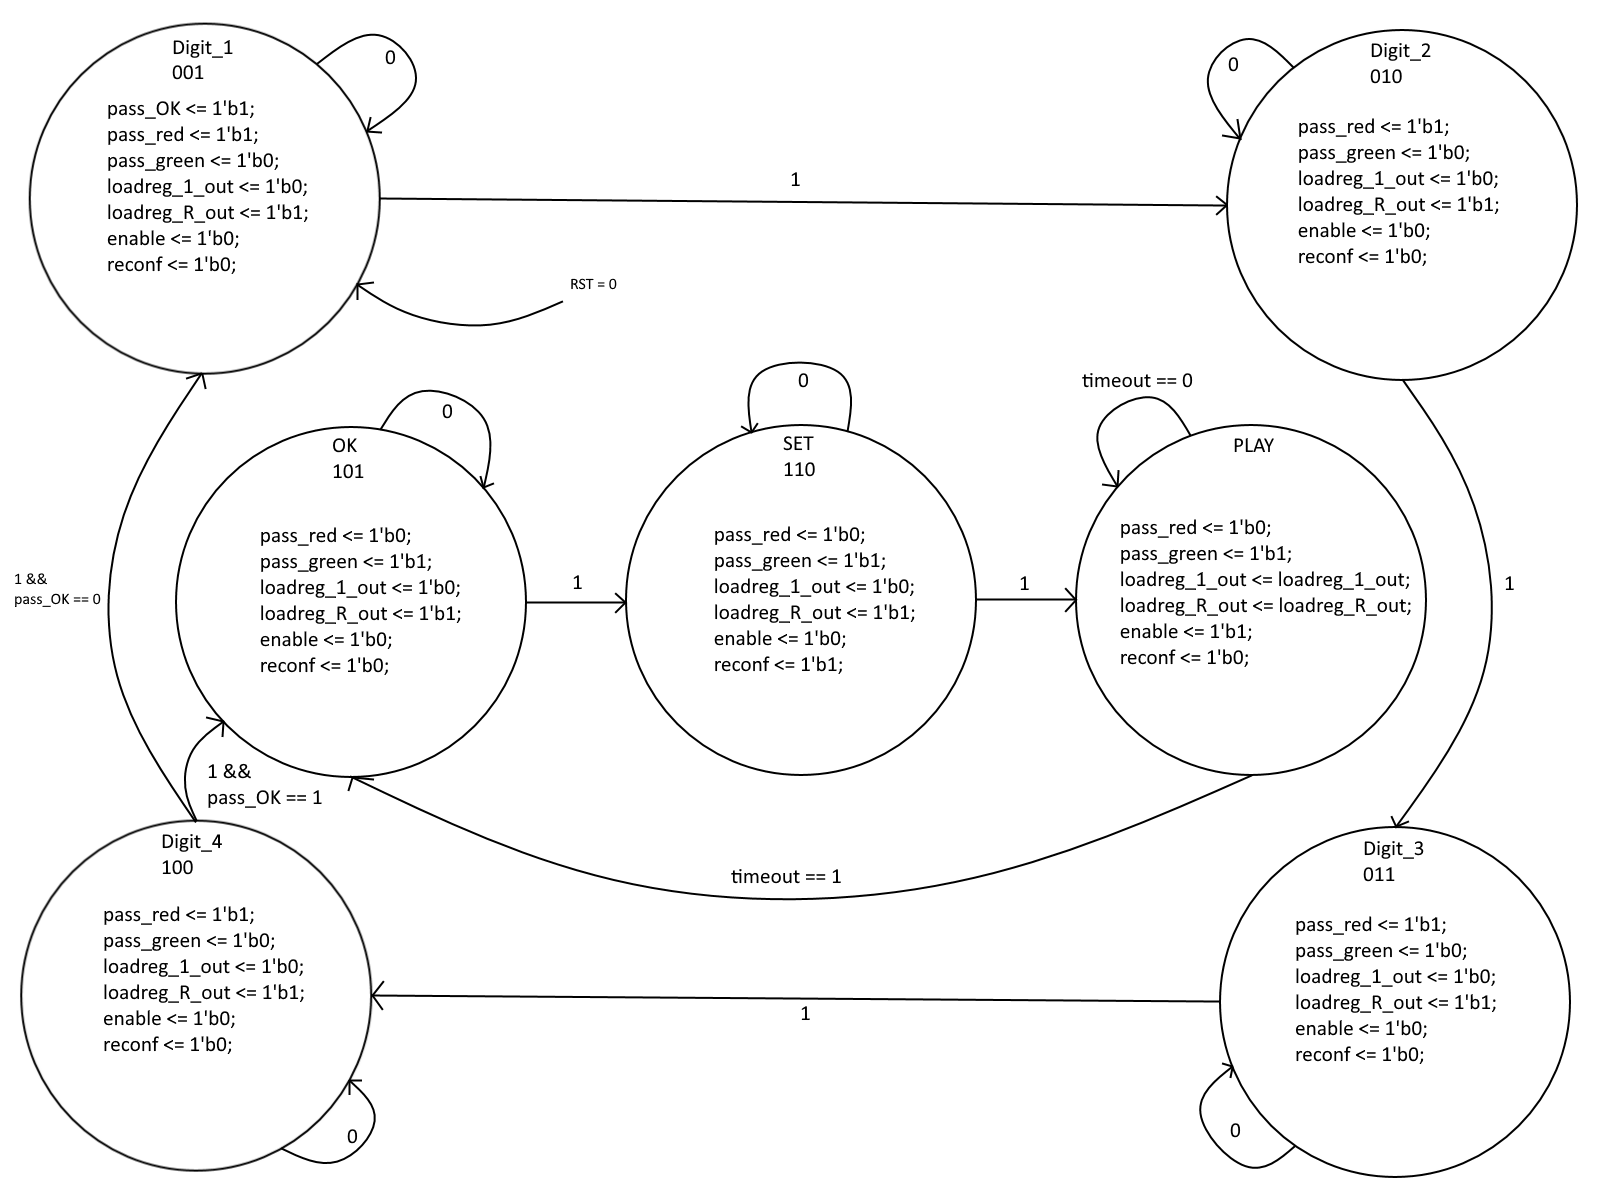 Digit_1
001
pass_OK <= 1'b1;
pass_red <= 1'b1;
pass_green <= 1'b0;
loadreg_1_out <= 1'b0;
loadreg_R_out <= 1'b1;
enable <= 1'b0;
reconf <= 1'b0;
0
1
RST = 0
0
Digit_2
010
pass_red <= 1'b1;
pass_green <= 1'b0;
loadreg_1_out <= 1'b0;
loadreg_R_out <= 1'b1;
enable <= 1'b0;
reconf <= 1'b0;
1 &&
pass_OK == 0
0
OK
101
pass_red <= 1'b0;
pass_green <= 1'b1;
loadreg_1_out <= 1'b0;
loadreg_R_out <= 1'b1;
enable <= 1'b0;
reconf <= 1'b0;
1
0
SET
110
pass_red <= 1'b0;
pass_green <= 1'b1;
loadreg_1_out <= 1'b0;
loadreg_R_out <= 1'b1;
enable <= 1'b0;
reconf <= 1'b1;
1
timeout == 0
PLAY
pass_red <= 1'b0;
pass_green <= 1'b1;
loadreg_1_out <= loadreg_1_out;
loadreg_R_out <= loadreg_R_out;
enable <= 1'b1;
reconf <= 1'b0;
1
1 &&
pass_OK == 1
timeout == 1
Digit_4
100
pass_red <= 1'b1;
pass_green <= 1'b0;
loadreg_1_out <= 1'b0;
loadreg_R_out <= 1'b1;
enable <= 1'b0;
reconf <= 1'b0;
0
1
Digit_3
011
pass_red <= 1'b1;
pass_green <= 1'b0;
loadreg_1_out <= 1'b0;
loadreg_R_out <= 1'b1;
enable <= 1'b0;
reconf <= 1'b0;
0